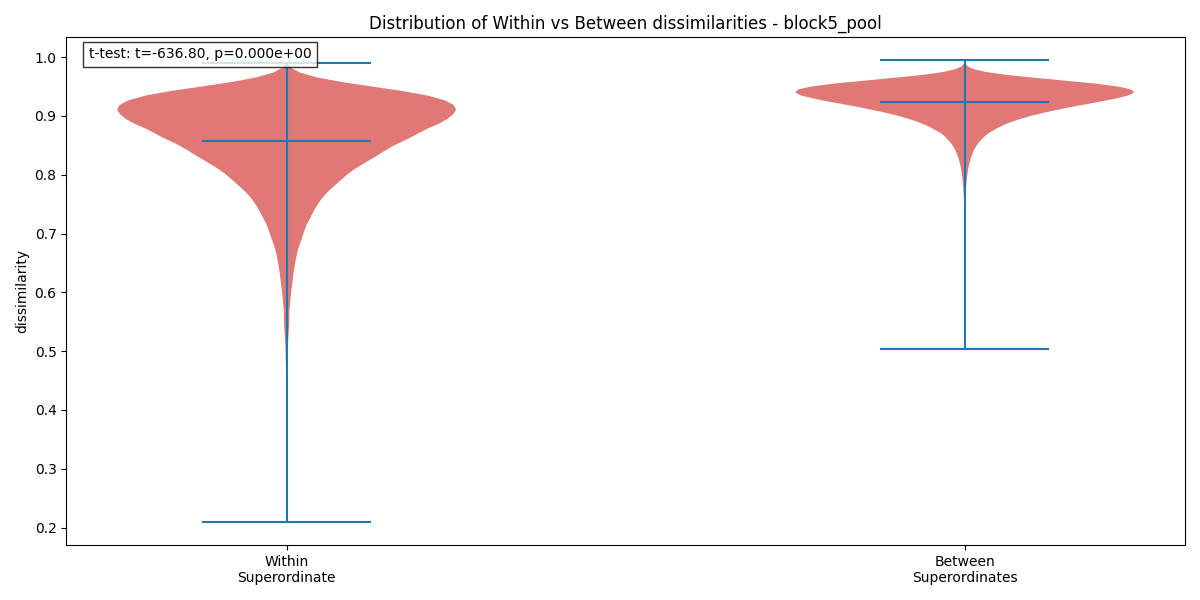 Distribution of Within vs Between dissimilarities - block5_pool
t-test: t=-636.80, p=0.000e+00
dissimilarity
1.0
0.9
0.8
0.7
0.6
0.5
0.4
0.3
0.2
Within
Superordinate
Between
Superordinates